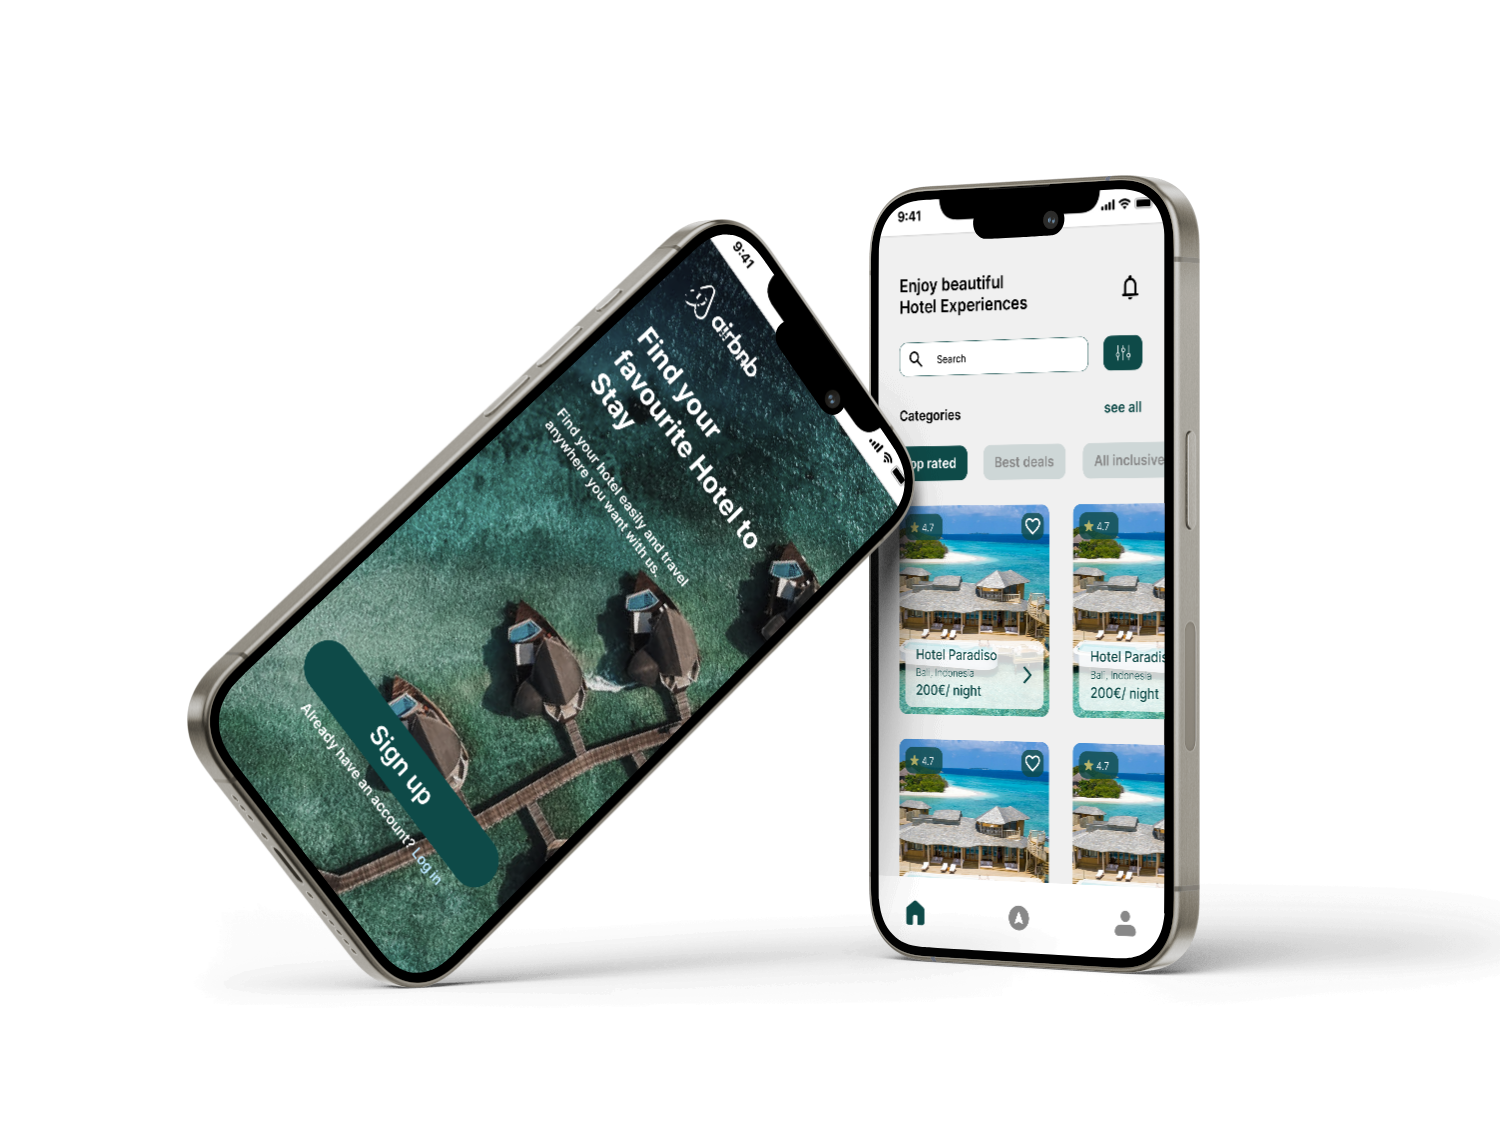 9:41
airbnb
Find your
favourite Hotel to
Stay
Find your hotel easily and travel
anywhere you want with us.
Sign up
Already have an account? Log in
9:41
Enjoy beautiful
Hotel Experiences
Search
Categories
see all
op rated
Best deals
All inclusive
4.7
4.7
Hotel Paradiso
Bali, Indonesia
200€/ night
Hotel Paradis
Bali, Indonesia
200€/ night
4.7
4.7